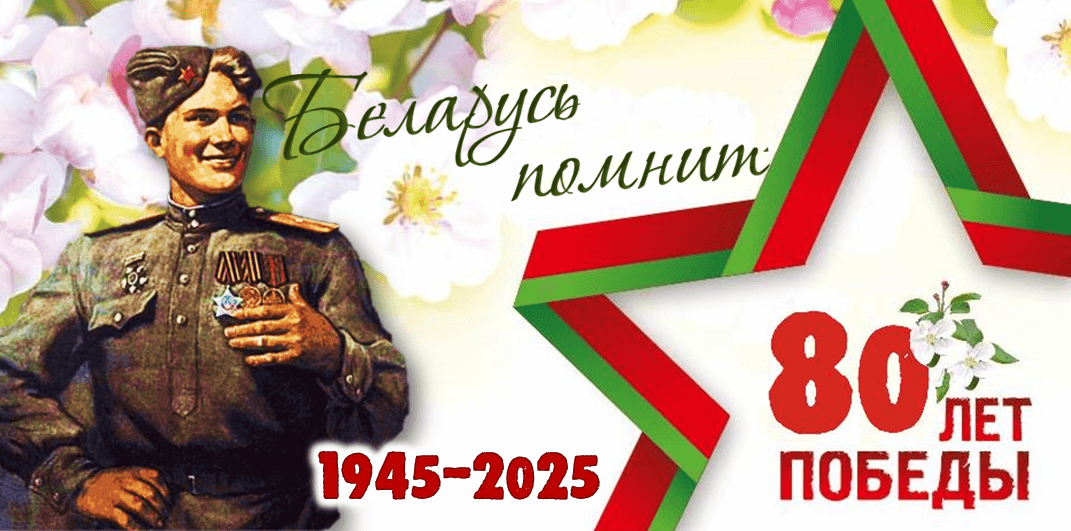 Беларусь
помнит
1945-2025
80
ЛЕТ
ПОБЕДЫ